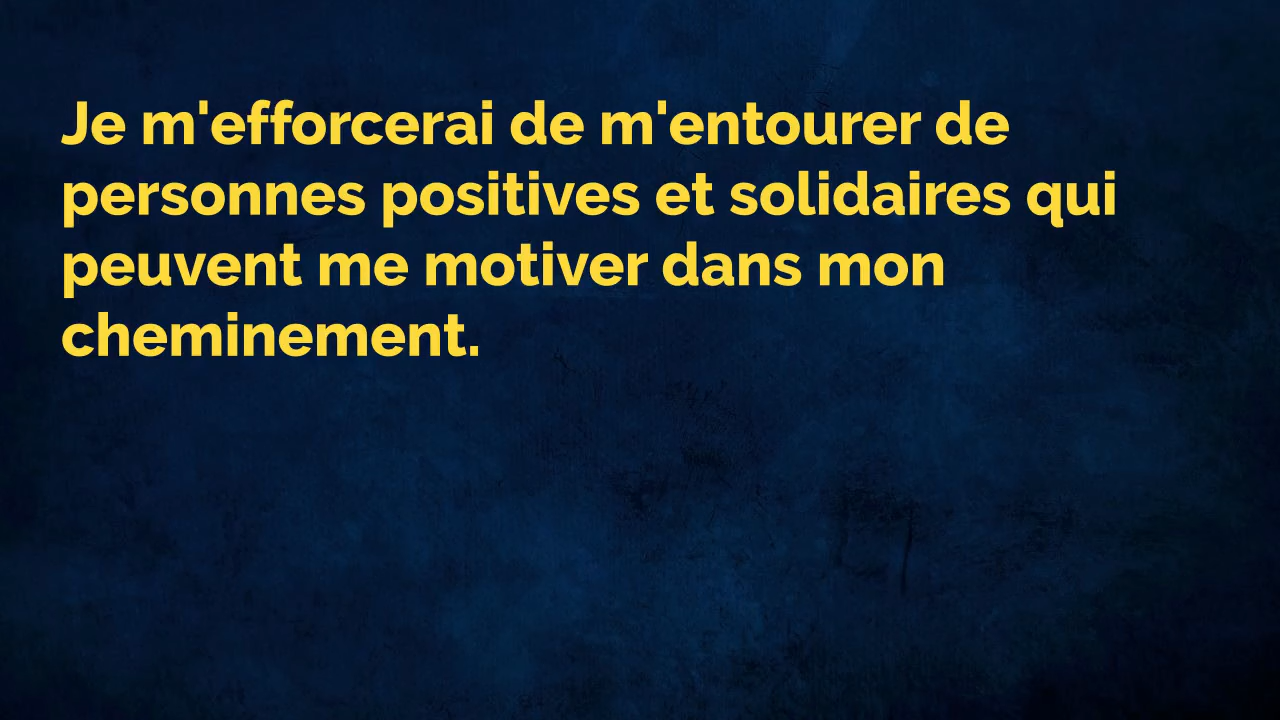 Je m'efforcerai de m'entourer de
personnes positives et solidaires qui
peuvent me motiver dans mon
cheminement.